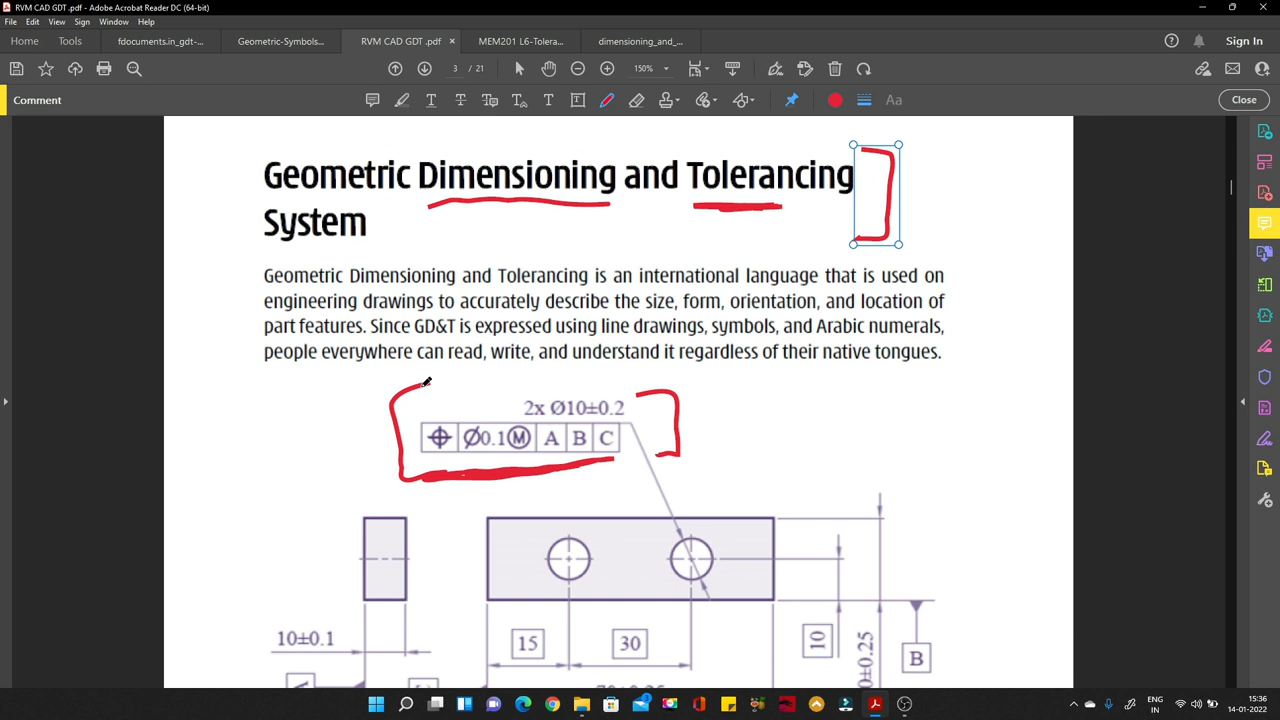 RVM CAD GDT .pdf - Adobe Acrobat Reader DC (64-bit)
File Edit View Sign Window Help
Home Tools fdocuments.in_gdt-... Geometric-Symbols... RVM CAD GDT .pdf MEM201 L6-Tolera... dimensioning_and_... Sign In
3 / 21 150%
Comment Aa Close
Geometric Dimensioning and Tolerancing
System
Geometric Dimensioning and Tolerancing is an international language that is used on
engineering drawings to accurately describe the size, form, orientation, and location of
part features. Since GD&T is expressed using line drawings, symbols, and Arabic numerals,
people everywhere can read, write, and understand it regardless of their native tongues.
2x Ø10±0.2
⌖ Ø0.1Ⓜ A B C
10±0.1
15
30
10
B
ENG
IN
15:36
14-01-2022